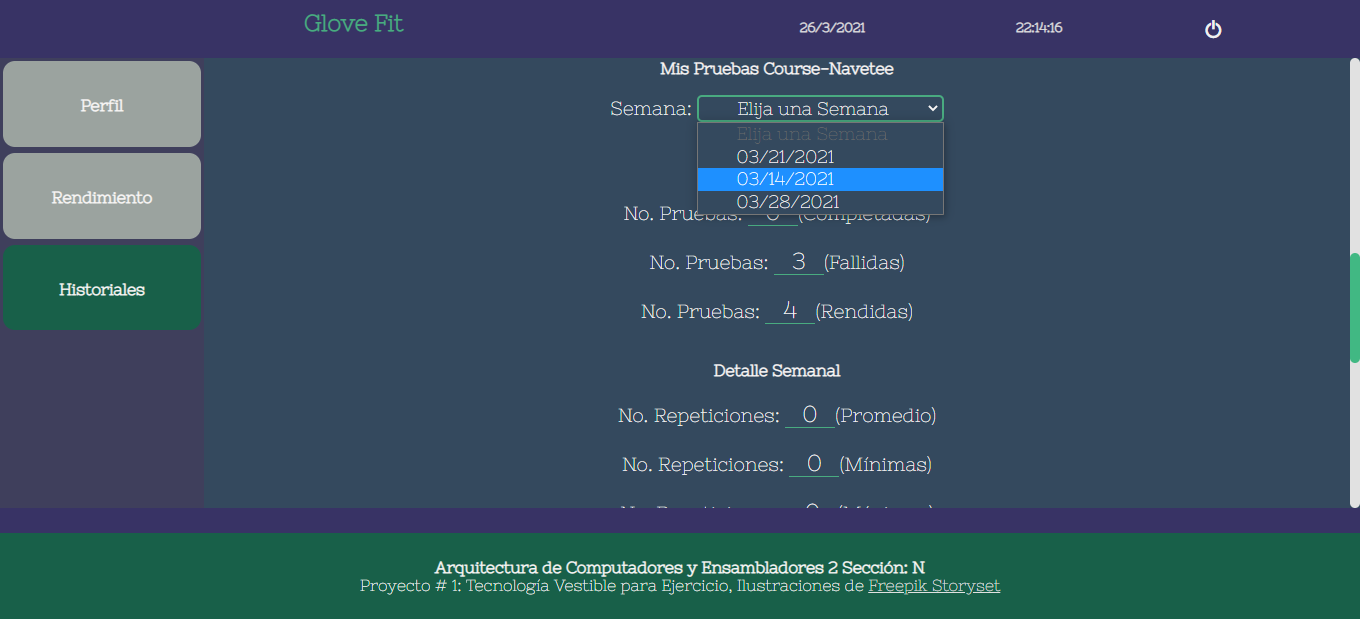 Glove Fit
26/3/2021
22:14:16
Perfil
Rendimiento
Historiales
Mis Pruebas Course-Navetee
Semana: Elija una Semana
Elija una Semana
03/21/2021
03/14/2021
03/28/2021
No. Pruebas: (Completadas)
No. Pruebas: 3 (Fallidas)
No. Pruebas: 4 (Rendidas)
Detalle Semanal
No. Repeticiones: 0 (Promedio)
No. Repeticiones: 0 (Mínimas)
Arquitectura de Computadores y Ensambladores 2 Sección: N
Proyecto # 1: Tecnología Vestible para Ejercicio, Ilustraciones de Freepik Storyset